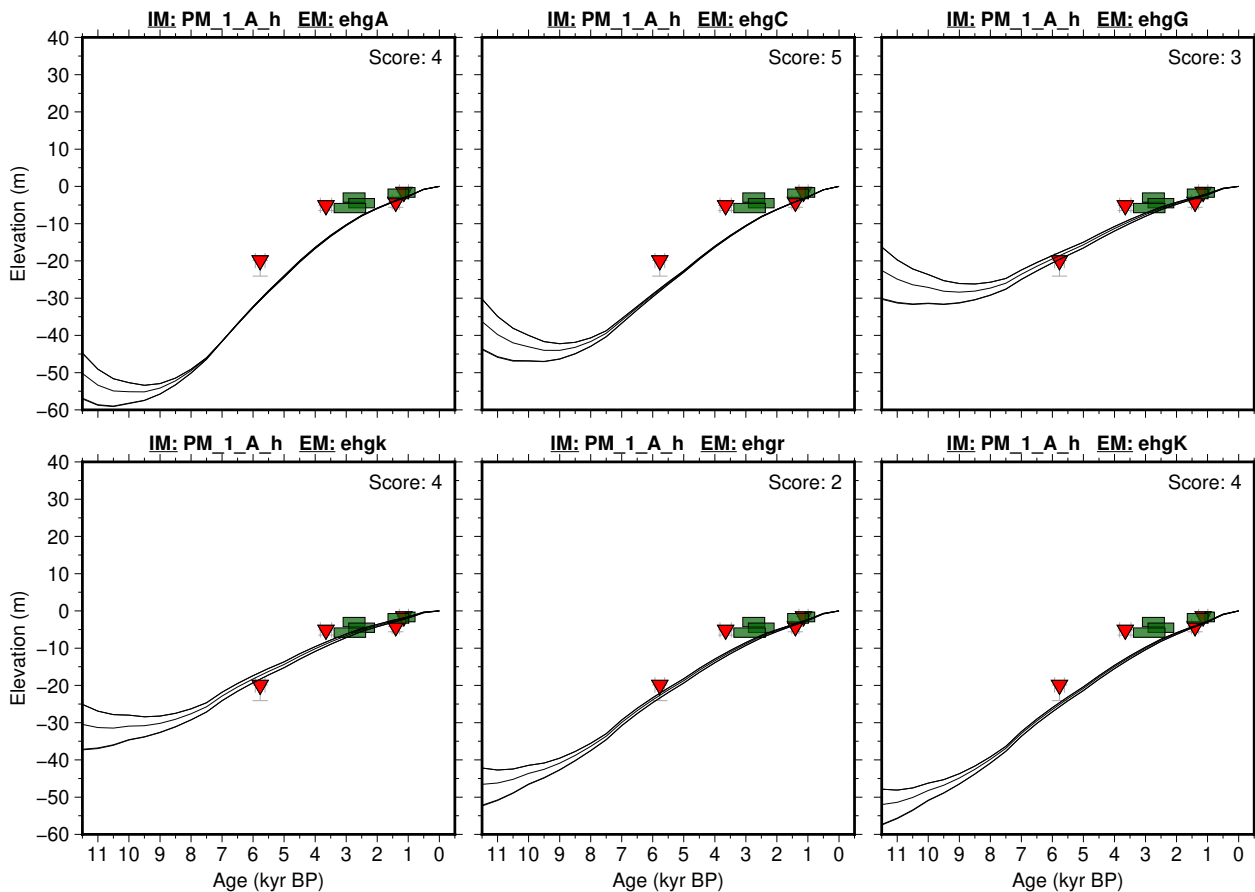 IM: PM_1_A_h EM: ehgA
IM: PM_1_A_h EM: ehgC
IM: PM_1_A_h EM: ehgG
40
30
20
10
0
−10
−20
−30
−40
−50
−60
Elevation (m)
Score: 4
Score: 5
Score: 3
IM: PM_1_A_h EM: ehgk
IM: PM_1_A_h EM: ehgr
IM: PM_1_A_h EM: ehgK
40
30
20
10
0
−10
−20
−30
−40
−50
−60
Elevation (m)
Score: 4
Score: 2
Score: 4
11 10 9 8 7 6 5 4 3 2 1 0
11 10 9 8 7 6 5 4 3 2 1 0
11 10 9 8 7 6 5 4 3 2 1 0
Age (kyr BP)
Age (kyr BP)
Age (kyr BP)